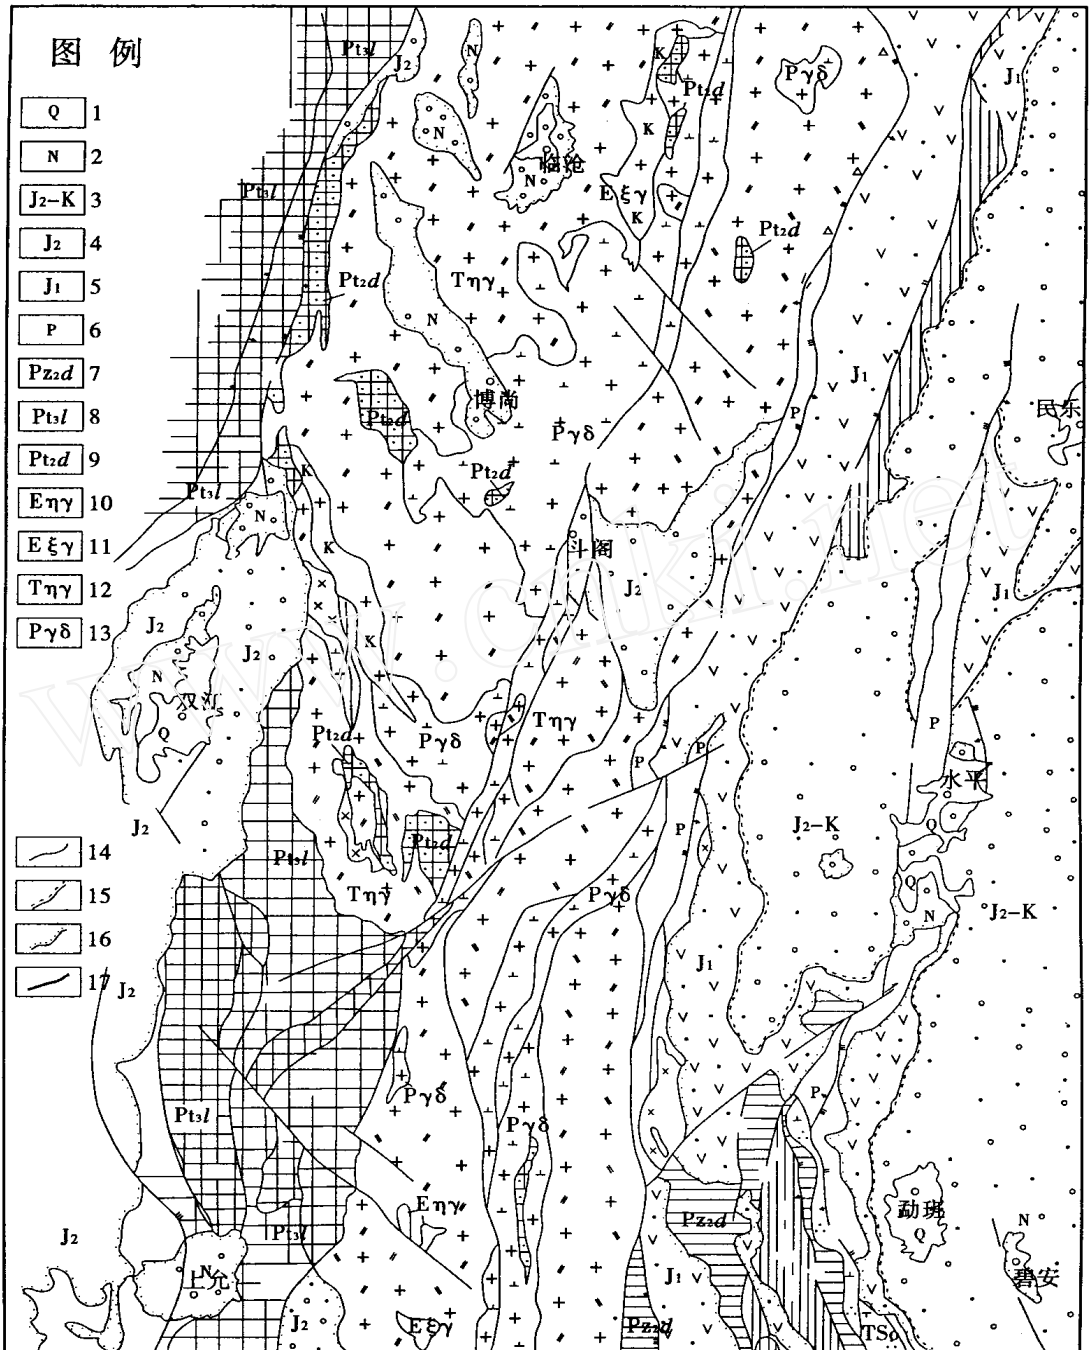 图 例
Q 1
N 2
J₂-K 3
J₂ 4
J₁ 5
P 6
Pz₂d 7
Pt₃l 8
Pt₂d 9
Eηγ 10
Eξγ 11
Tηγ 12
Pγδ 13
14
15
16
17
Pt₃l
J₂
N
K
Pt₂d
Pγδ
J₁
N
K
临沧
N
Pt₃l
Eξγ
K
Pt₂d
Pt₂d
Tηγ
N
J₁
博尚
Pt₂d
Pγδ
P
民乐
K
Pt₂d
Pt₃l
N
K
斗阁
J₂
J₁
J₂
J₂
K
N
双江
Q
Pt₂d
Pγδ
Tηγ
P
P
P
水平
J₂
Pt₃l
Pt₂d
P
J₂-K
Q
Tηγ
Pγδ
Q
N
J₂-K
J₂
J₁
Pγδ
P
Pt₃l
Pγδ
Eηγ
Pz₂d
勐班
Q
N
J₂
Pt₃l
上允
N
J₁
碧安
J₂
Eξγ
Pz₂d
www.cnki.net